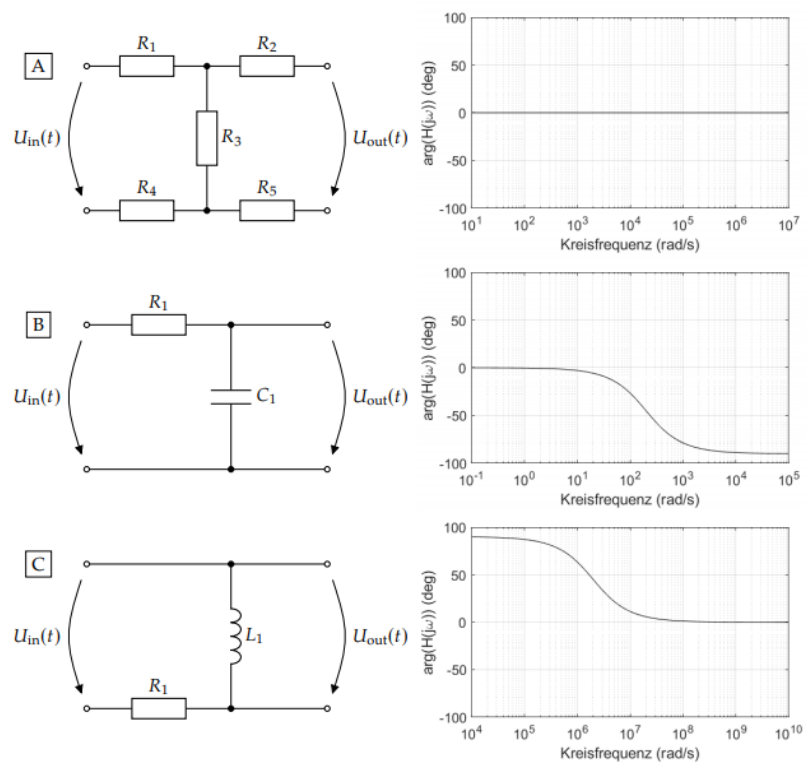 A
R1
R2
Uin(t)
R3
Uout(t)
R4
R5
arg(H(jω)) (deg)
100
50
0
-50
-100
10^1
10^2
10^3
10^4
10^5
10^6
10^7
Kreisfrequenz (rad/s)
B
R1
Uin(t)
C1
Uout(t)
arg(H(jω)) (deg)
100
50
0
-50
-100
10^-1
10^0
10^1
10^2
10^3
10^4
10^5
Kreisfrequenz (rad/s)
C
Uin(t)
L1
Uout(t)
R1
arg(H(jω)) (deg)
100
50
0
-50
-100
10^4
10^5
10^6
10^7
10^8
10^9
10^10
Kreisfrequenz (rad/s)